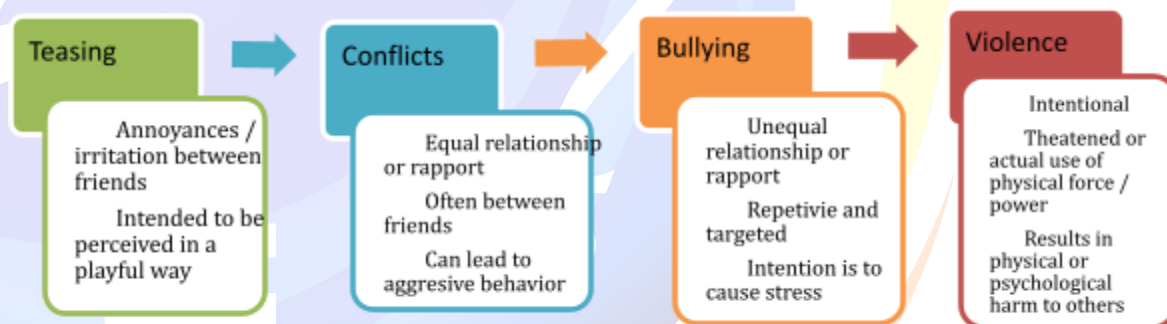 Teasing
Annoyances /
irritation between
friends
Intended to be
perceived in a
playful way
Conflicts
Equal relationship
or rapport
Often between
friends
Can lead to
aggresive behavior
Bullying
Unequal
relationship or
rapport
Repetivie and
targeted
Intention is to
cause stress
Violence
Intentional
Theatened or
actual use of
physical force /
power
Results in
physical or
psychological
harm to others